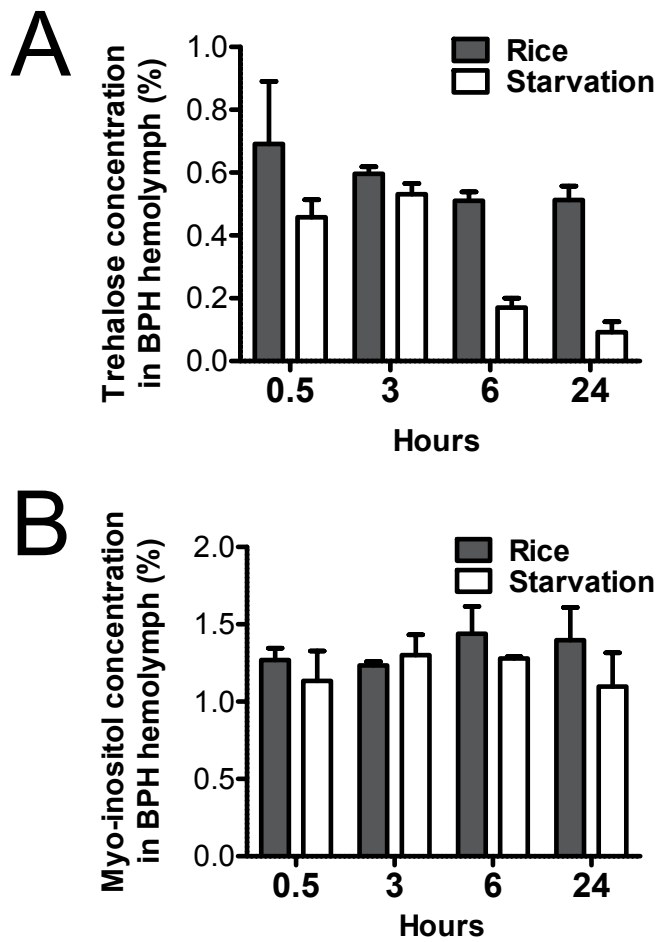 A
Trehalose concentration
in BPH hemolymph (%)
1.0
0.8
0.6
0.4
0.2
0.0
Rice
Starvation
0.5 3 6 24
Hours
B
Myo-inositol concentration
in BPH hemolymph (%)
2.0
1.5
1.0
0.5
0.0
Rice
Starvation
0.5 3 6 24
Hours